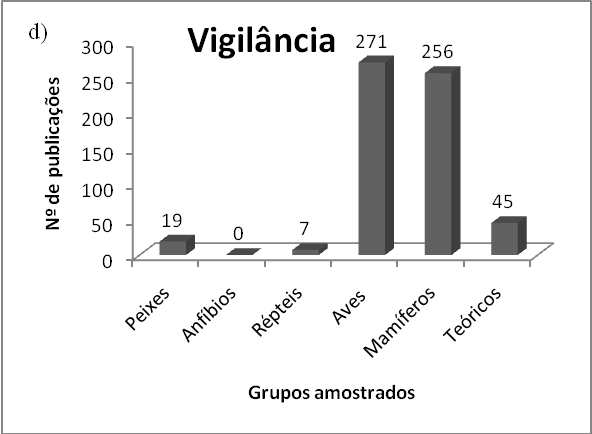 d)
Vigilância
Nº de publicações
300
250
200
150
100
50
0
19
0
7
271
256
45
Peixes
Anfíbios
Répteis
Aves
Mamíferos
Teóricos
Grupos amostrados